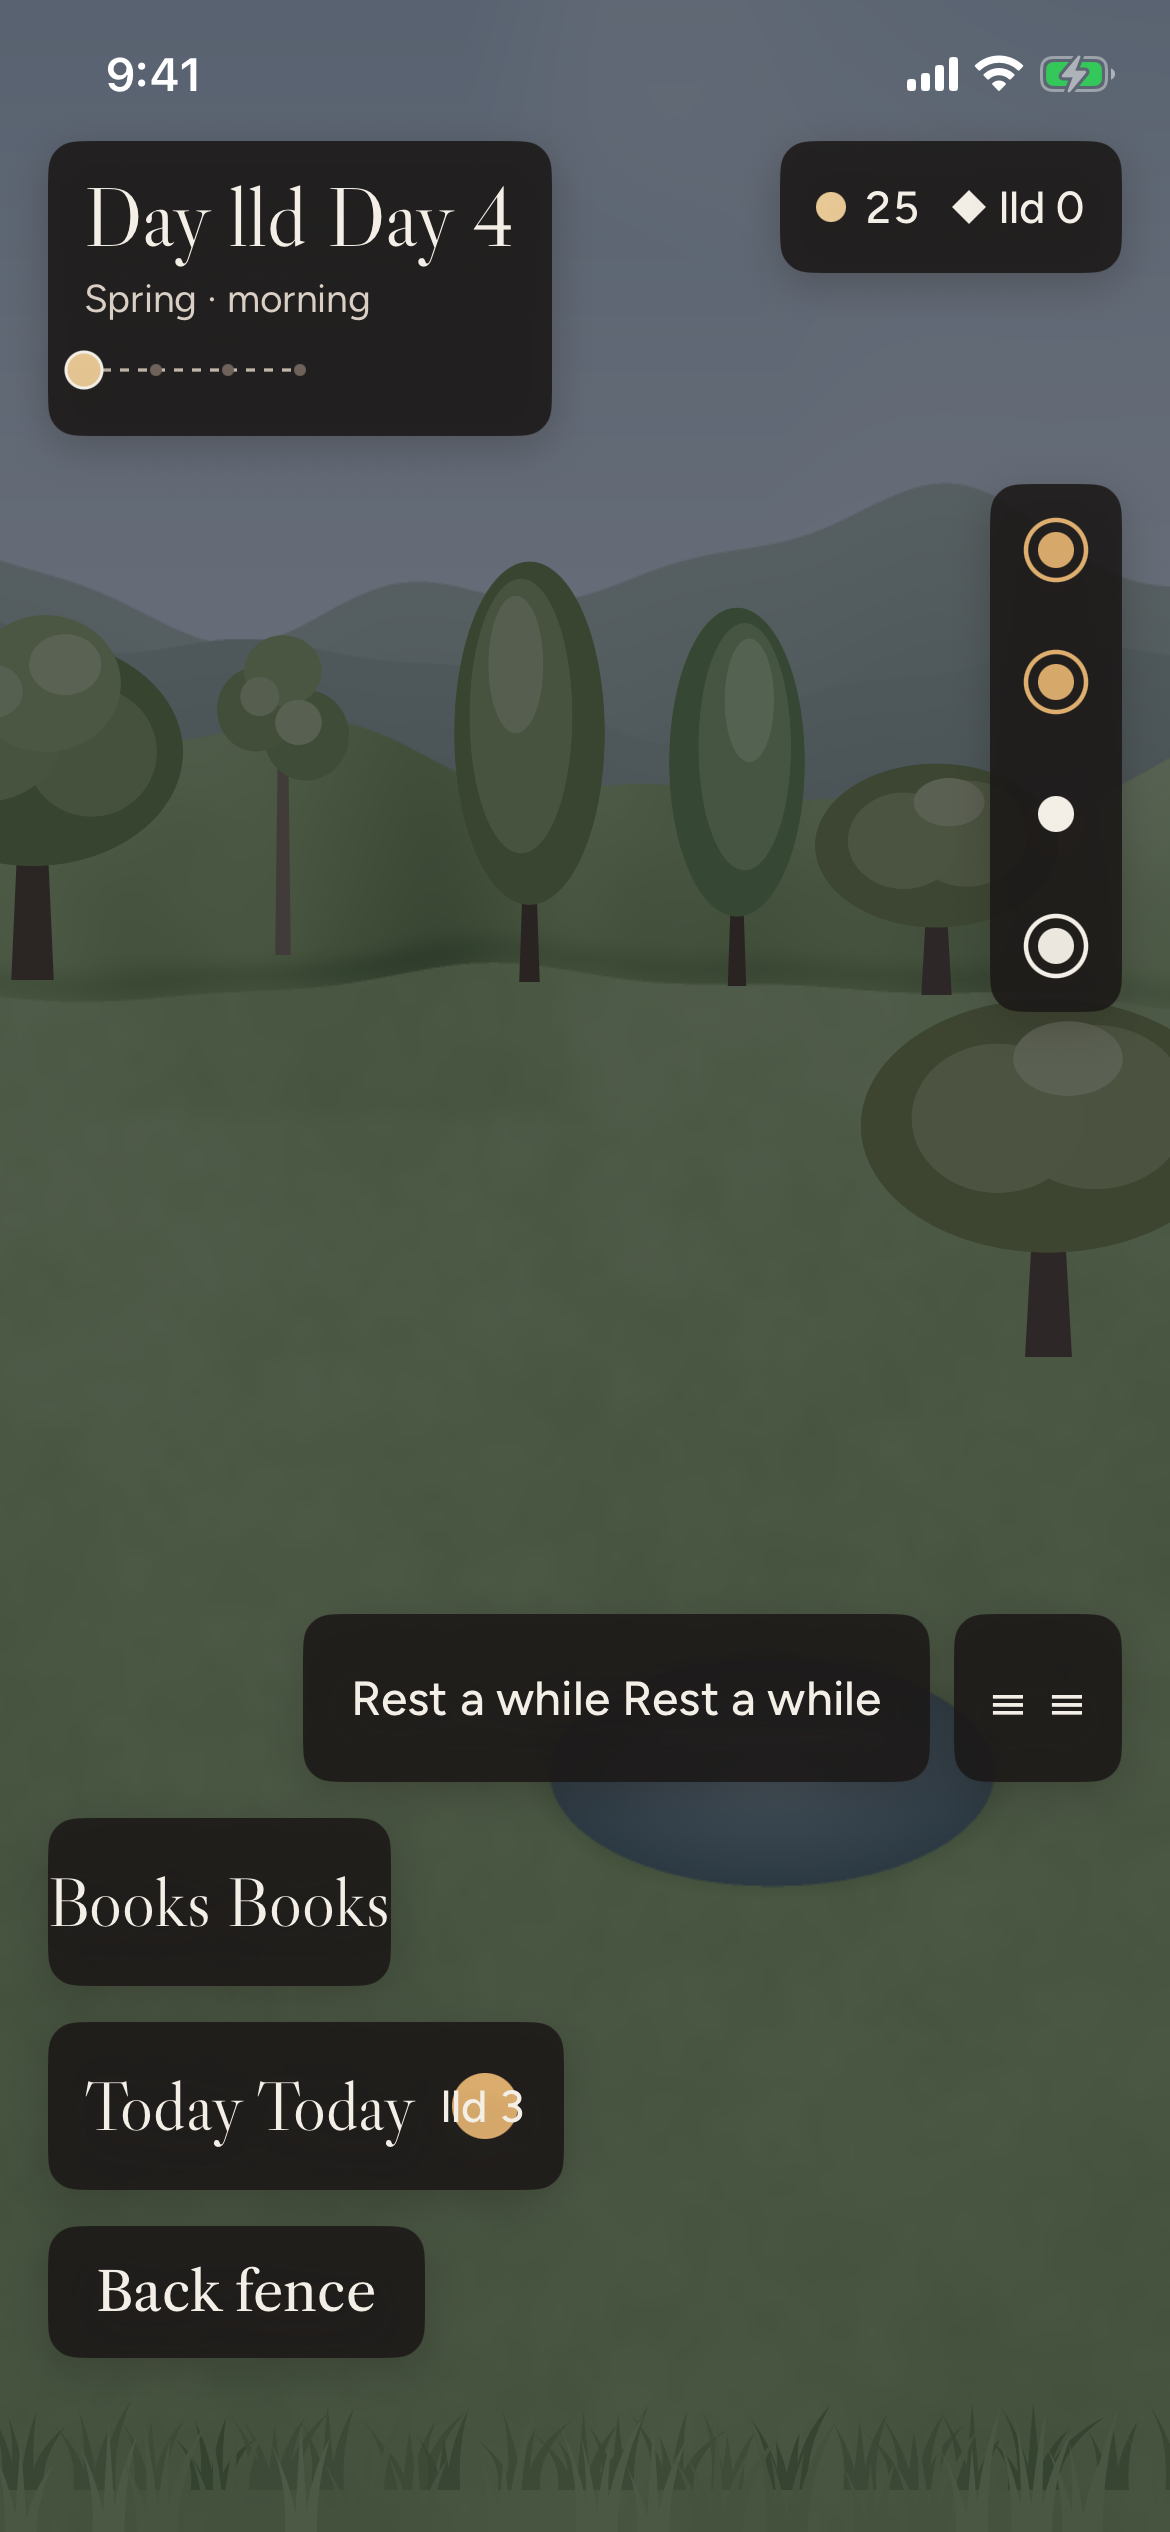 9:41
Day lld Day 4
25 lld 0
Spring · morning
Rest a while Rest a while
Books Books
Today Today lld 3
Back fence